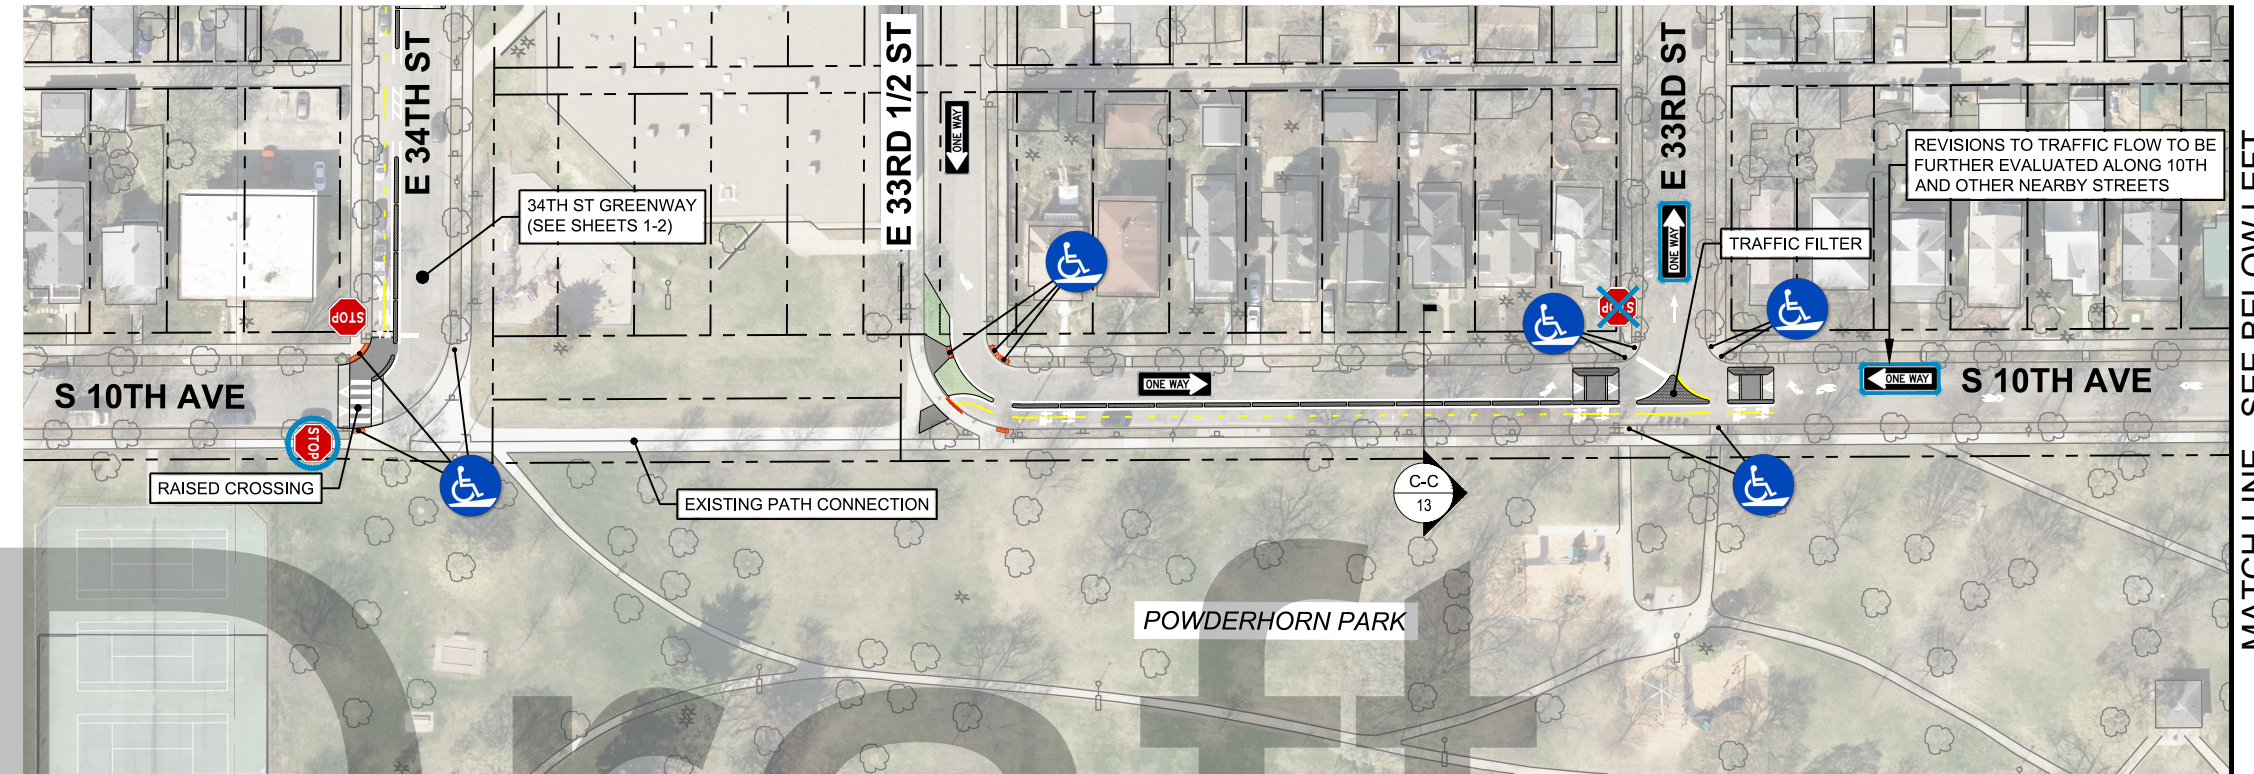 E 34TH ST
E 33RD 1/2 ST
E 33RD ST
ONE WAY
REVISIONS TO TRAFFIC FLOW TO BE
FURTHER EVALUATED ALONG 10TH
AND OTHER NEARBY STREETS
34TH ST GREENWAY
(SEE SHEETS 1-2)
ONE WAY
TRAFFIC FILTER
STOP
STOP
S 10TH AVE
ONE WAY
ONE WAY
S 10TH AVE
STOP
RAISED CROSSING
EXISTING PATH CONNECTION
C-C
13
POWDERHORN PARK
MATCH LINE - SEE BELOW LEFT
Draft